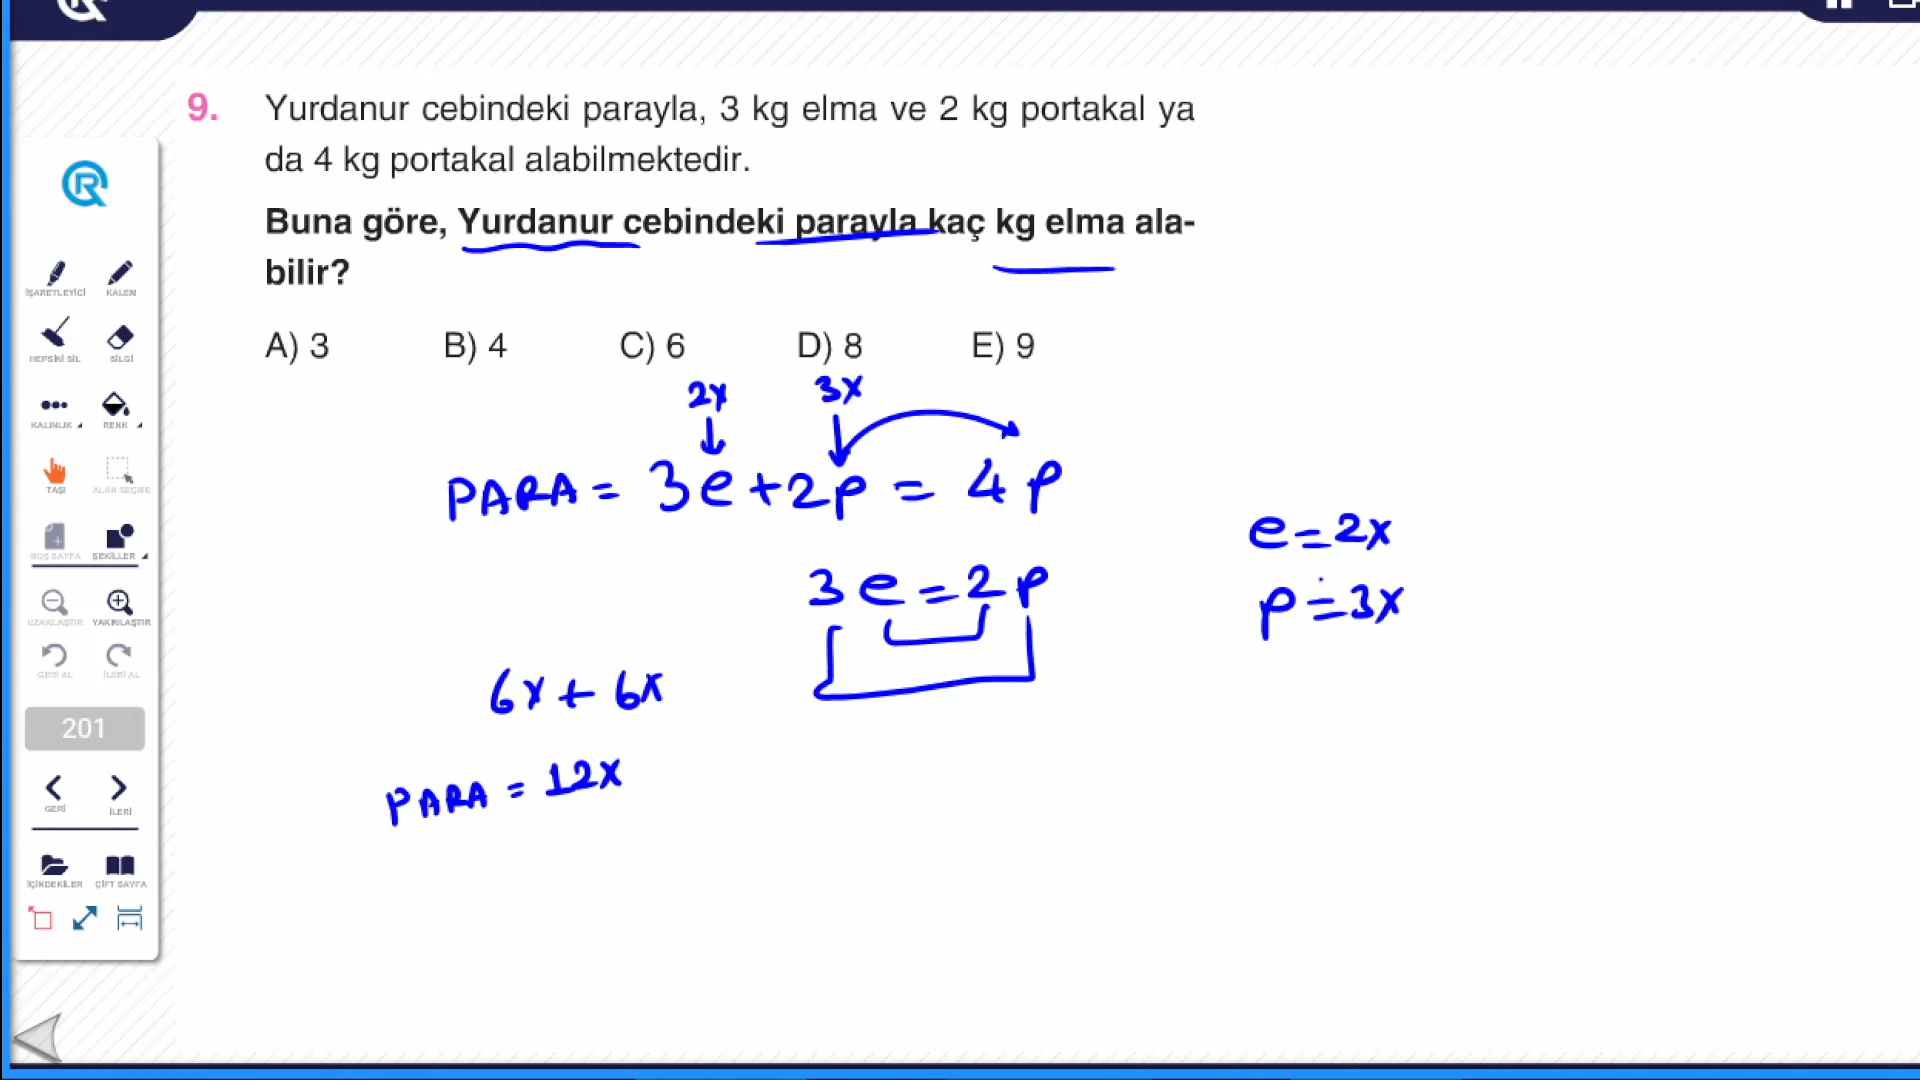 9. Yurdanur cebindeki parayla, 3 kg elma ve 2 kg portakal ya
da 4 kg portakal alabilmektedir.
Buna göre, Yurdanur cebindeki parayla kaç kg elma ala-
bilir?
A) 3 B) 4 C) 6 D) 8 E) 9
2x 3x
PARA = 3e+2p = 4p
e=2x
3e=2p
p=3x
6x+6x
PARA = 12x
R
İŞARETLEYİCİ KALEM
HEPSİNİ SİL SİLGİ
KALINLIK RENK
TAŞI ALAN SEÇME
BOŞ SAYFA ŞEKİLLER
UZAKLAŞTIR YAKINLAŞTIR
GERİ AL İLERİ AL
201
GERİ İLERİ
İÇİNDEKİLER ÇİFT SAYFA